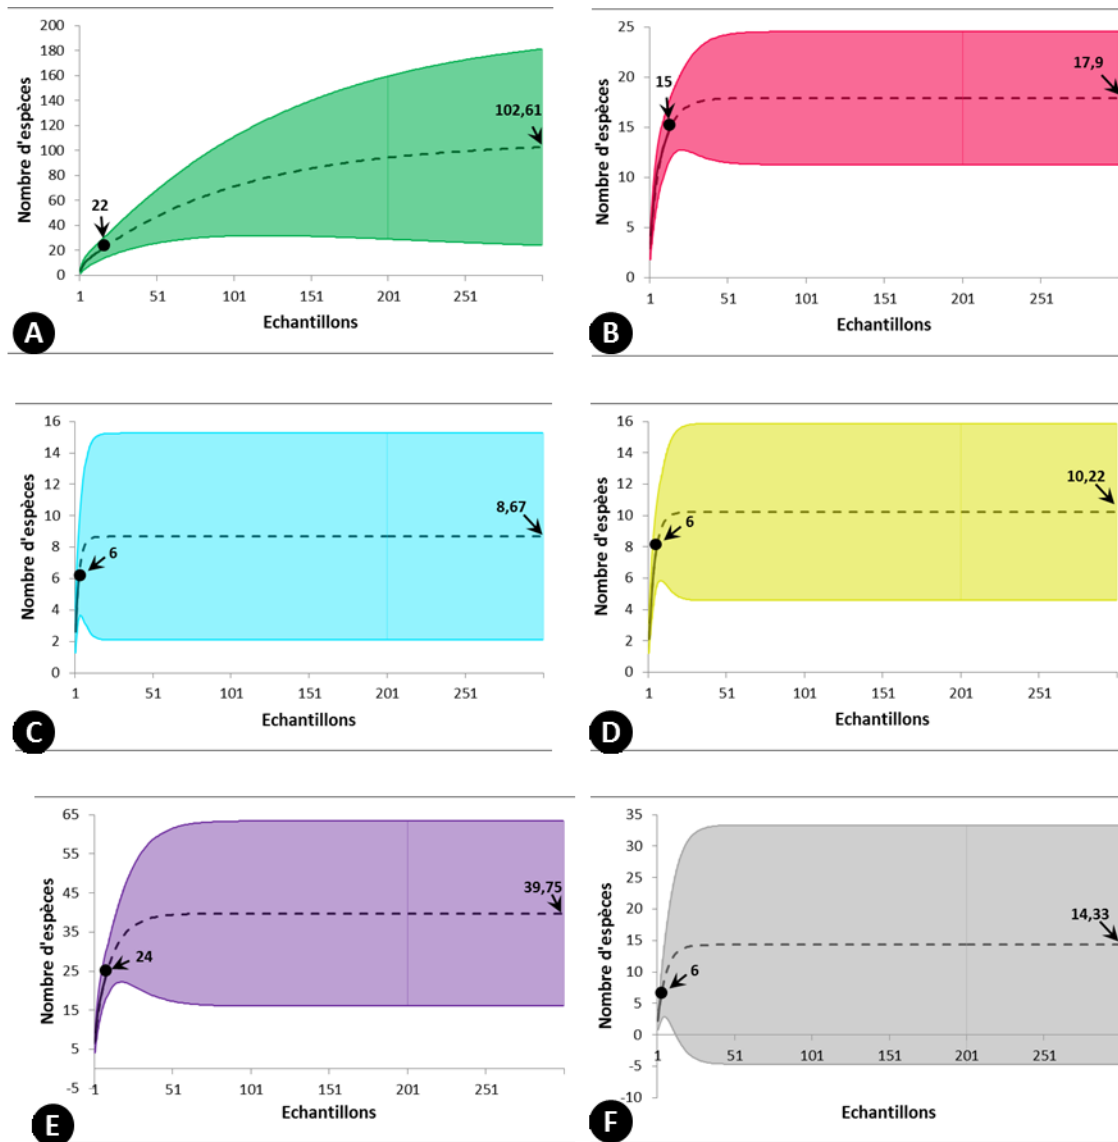 200
180
160
140
120
100
80
60
40
20
0
Nombre d'espèces
22
102,61
1 51 101 151 201 251
Echantillons
A
25
20
15
10
5
0
Nombre d'espèces
15
17,9
1 51 101 151 201 251
Echantillons
B
16
14
12
10
8
6
4
2
0
Nombre d'espèces
6
8,67
1 51 101 151 201 251
Echantillons
C
16
14
12
10
8
6
4
2
0
Nombre d'espèces
6
10,22
1 51 101 151 201 251
Echantillons
D
65
55
45
35
25
15
5
-5
Nombre d'espèces
24
39,75
1 51 101 151 201 251
Echantillons
E
35
30
25
20
15
10
5
0
-5
-10
Nombre d'espèces
6
14,33
1 51 101 151 201 251
Echantillons
F